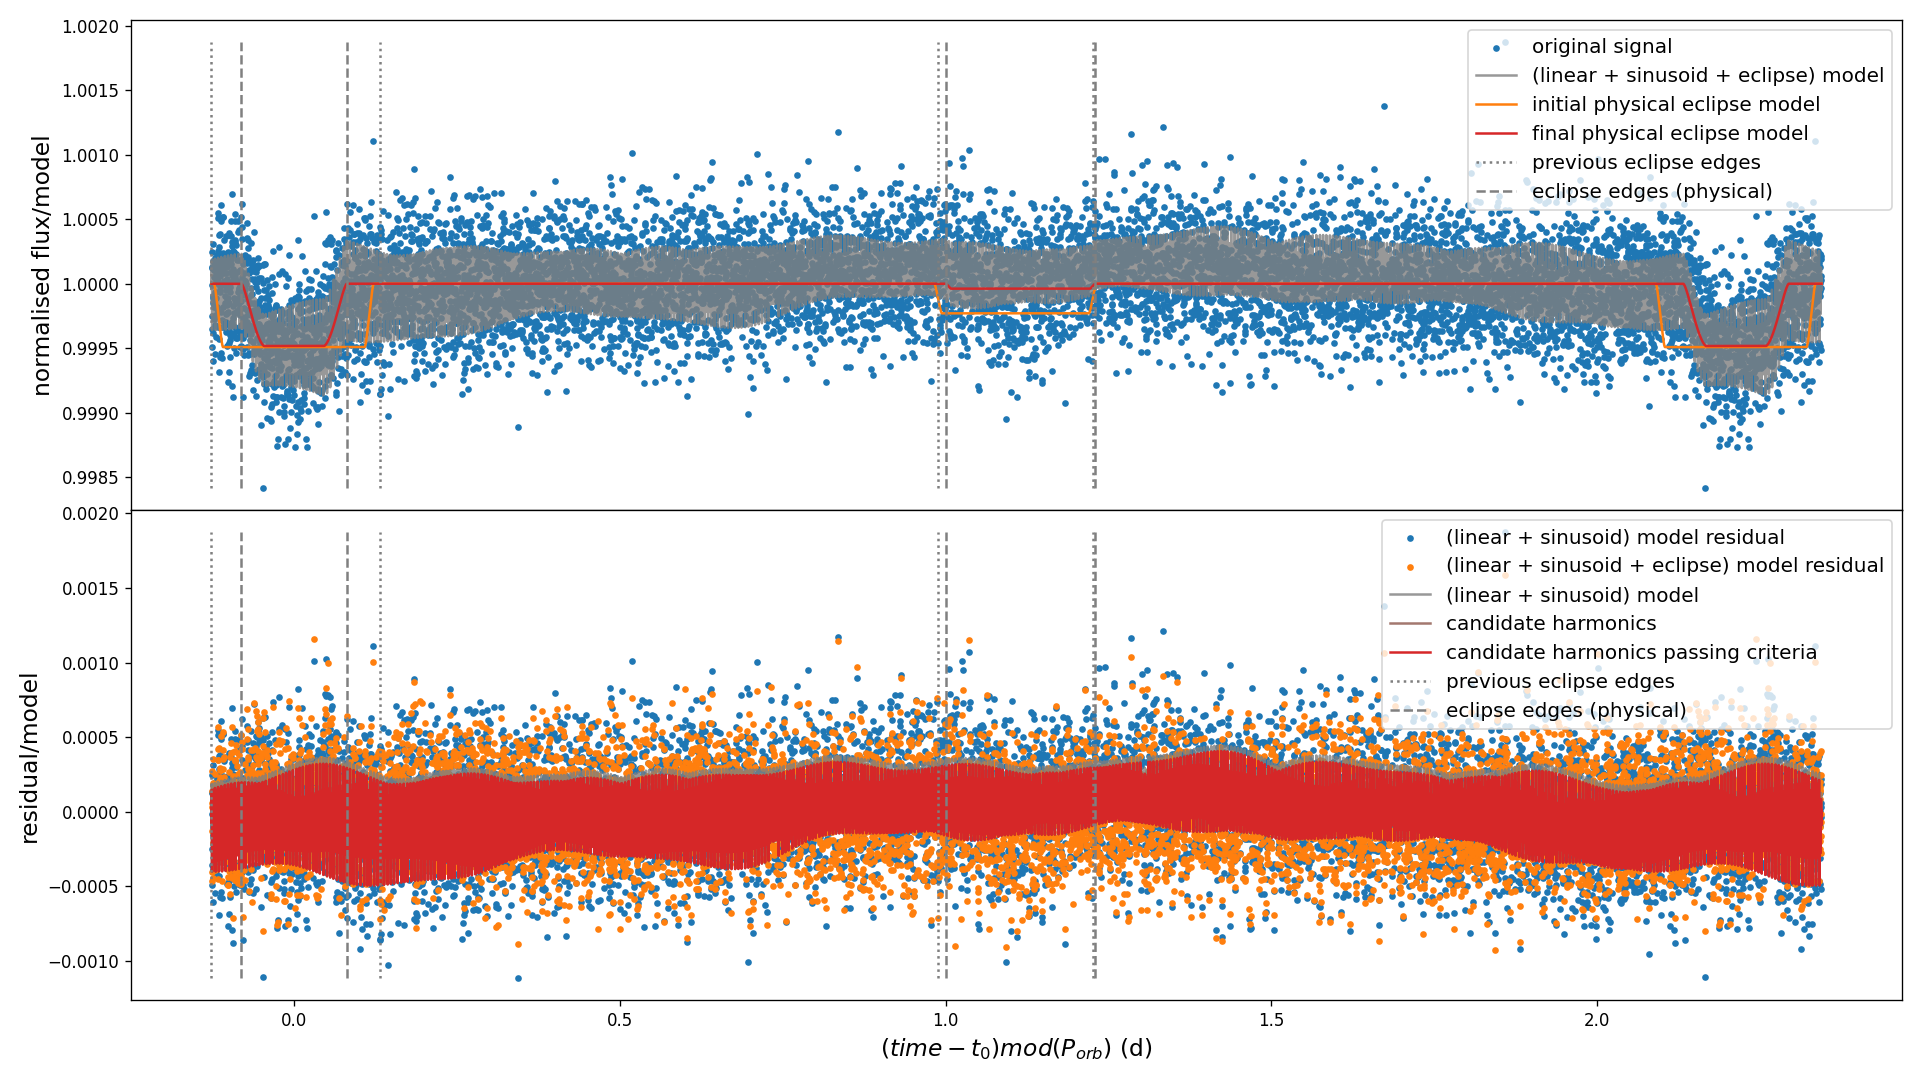 normalised flux/model
1.0020
1.0015
1.0010
1.0005
1.0000
0.9995
0.9990
0.9985
original signal
(linear + sinusoid + eclipse) model
initial physical eclipse model
final physical eclipse model
previous eclipse edges
eclipse edges (physical)
residual/model
0.0020
0.0015
0.0010
0.0005
0.0000
−0.0005
−0.0010
(linear + sinusoid) model residual
(linear + sinusoid + eclipse) model residual
(linear + sinusoid) model
candidate harmonics
candidate harmonics passing criteria
previous eclipse edges
eclipse edges (physical)
0.0 0.5 1.0 1.5 2.0
(time − t₀)mod(Pₒᵣb) (d)